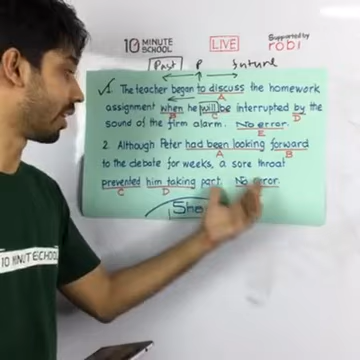 10 MINUTE SCHOOL
LIVE
Supported by robi
Past P future
1. The teacher began to discuss the homework
A
assignment when he will be interrupted by the
B C D
sound of the firm alarm. No error.
E
2. Although Peter had been looking forward
A B
to the debate for weeks, a sore throat
prevented him taking part. No error.
C D
She
10 MINUTE SCHOOL